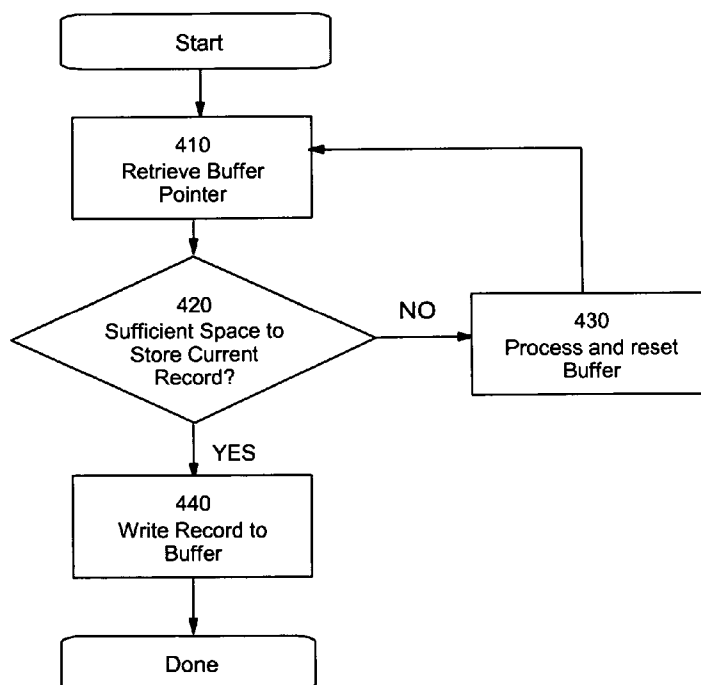 Start
410
Retrieve Buffer
Pointer
420
Sufficient Space to
Store Current
Record?
NO
430
Process and reset
Buffer
YES
440
Write Record to
Buffer
Done